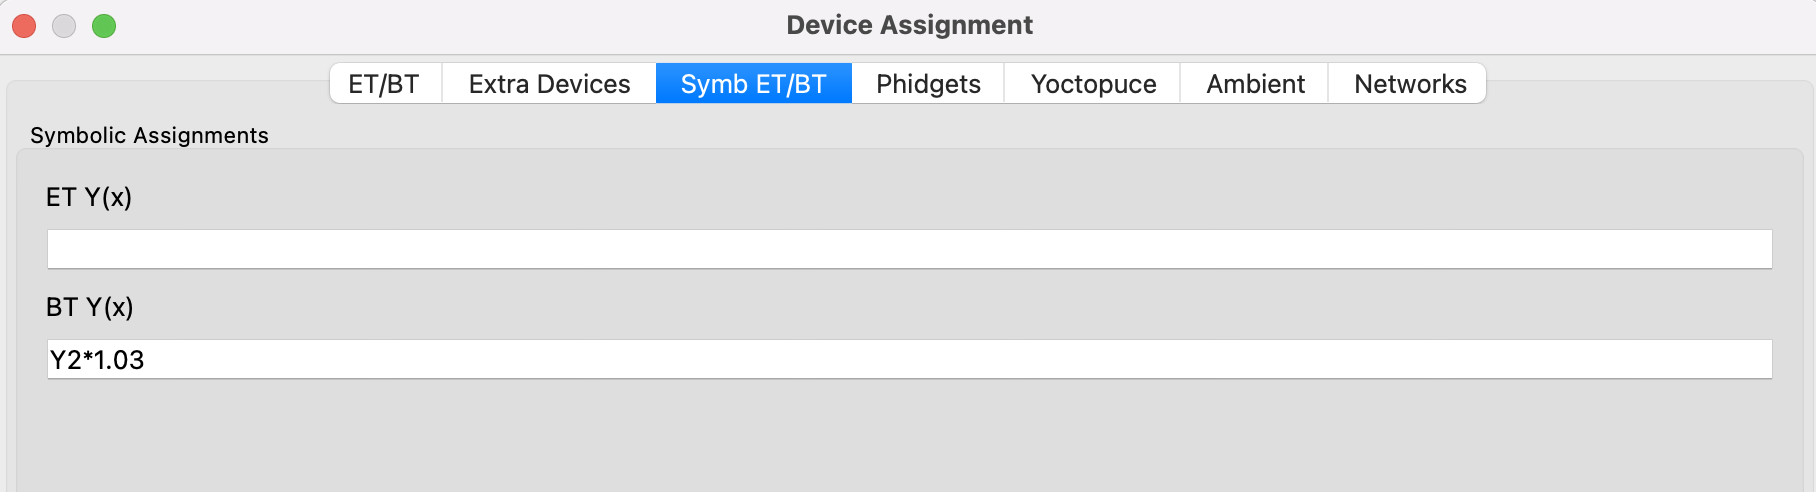 Device Assignment
ET/BT Extra Devices Symb ET/BT Phidgets Yoctopuce Ambient Networks
Symbolic Assignments
ET Y(x)
BT Y(x)
Y2*1.03